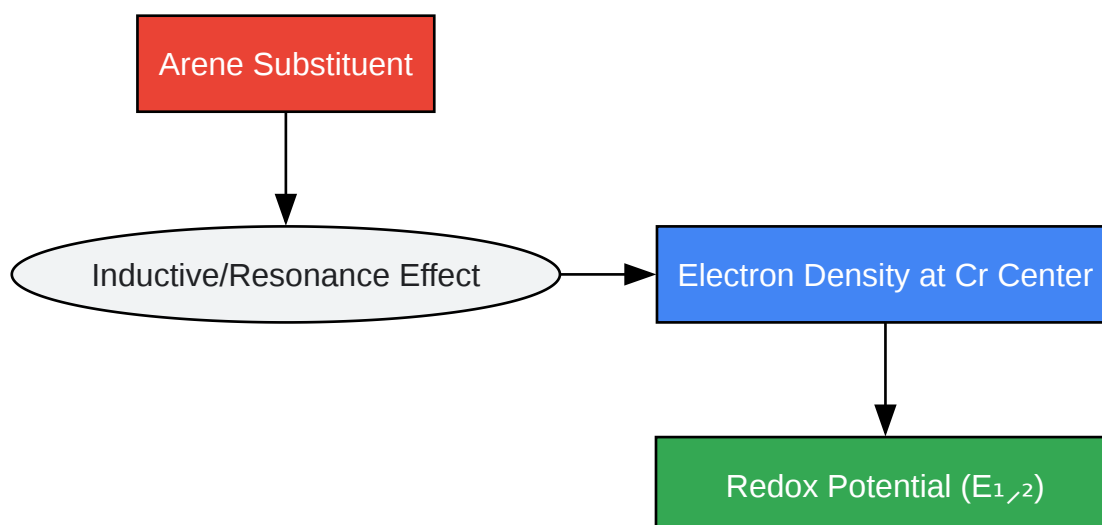 Arene Substituent
Inductive/Resonance Effect
Electron Density at Cr Center
Redox Potential (E₁⸝₂)